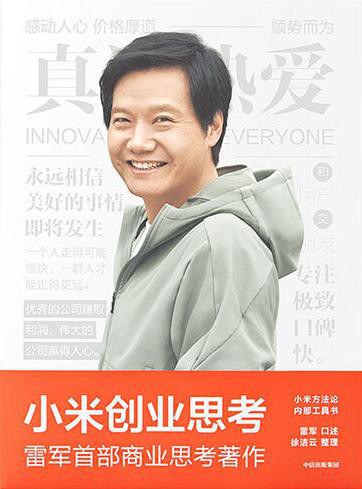 感动人心 价格厚道
顺势而为
真
热爱
INNOVA
EVERYONE
永远相信
美好的事情
即将发生
和
用户
交
朋友
一个人走得可能
很快,一群人才
能走得更远。
专注
极致
口碑
快。
优秀的公司赚取
利润,伟大的
公司赢得人心。
小米创业思考
雷军首部商业思考著作
小米方法论
内部工具书
雷军 口述
徐洁云 整理
中信出版集团